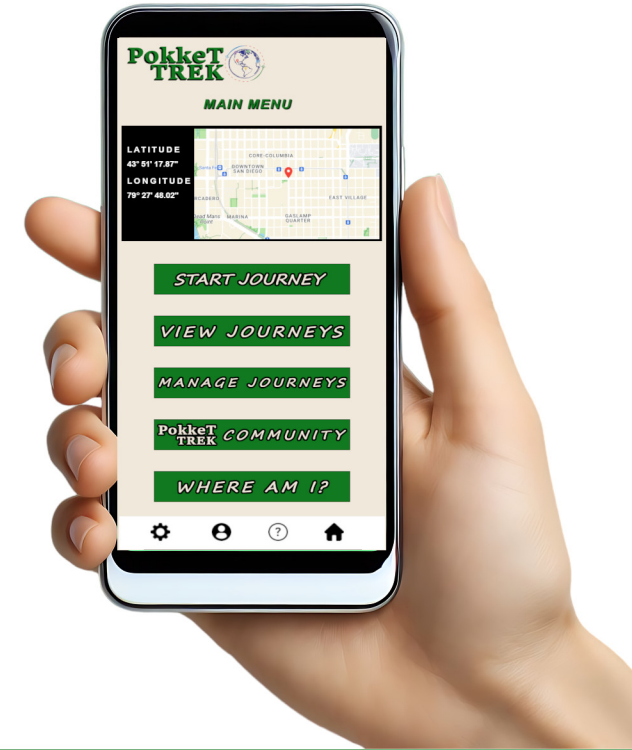 PokkeT
TREK
MAIN MENU
LATITUDE
43° 51' 17.87"
LONGITUDE
79° 27' 48.02"
CORE-COLUMBIA
DOWNTOWN
SAN DIEGO
EAST VILLAGE
MARINA
GASLAMP
QUARTER
START JOURNEY
VIEW JOURNEYS
MANAGE JOURNEYS
PokkeT
TREK COMMUNITY
WHERE AM I?
?